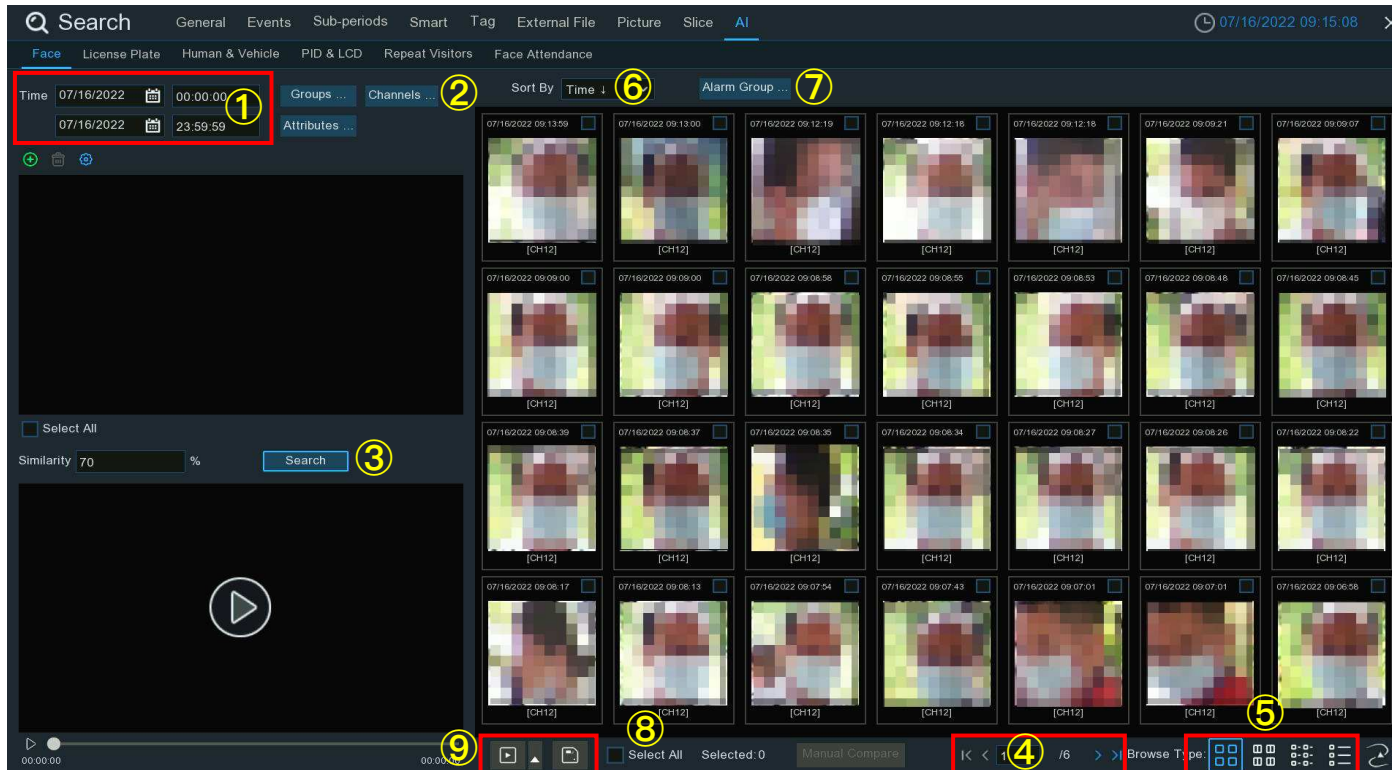 Search General Events Sub-periods Smart Tag External File Picture Slice AI 07/16/2022 09:15:08
Face License Plate Human & Vehicle PID & LCD Repeat Visitors Face Attendance
Time 07/16/2022 00:00:00 ① Groups ... Channels ... ② Sort By Time ↓ ⑥ Alarm Group ... ⑦
07/16/2022 23:59:59 Attributes ...
07/16/2022 09:13:59 07/16/2022 09:13:00 07/16/2022 09:12:19 07/16/2022 09:12:18 07/16/2022 09:12:18 07/16/2022 09:09:21 07/16/2022 09:09:07
[CH12] [CH12] [CH12] [CH12] [CH12] [CH12] [CH12]
07/16/2022 09:09:00 07/16/2022 09:09:00 07/16/2022 09:08:58 07/16/2022 09:08:55 07/16/2022 09:08:53 07/16/2022 09:08:48 07/16/2022 09:08:45
[CH12] [CH12] [CH12] [CH12] [CH12] [CH12] [CH12]
Select All
07/16/2022 09:08:39 07/16/2022 09:08:37 07/16/2022 09:08:35 07/16/2022 09:08:34 07/16/2022 09:08:27 07/16/2022 09:08:26 07/16/2022 09:08:22
Similarity 70 % Search ③
[CH12] [CH12] [CH12] [CH12] [CH12] [CH12] [CH12]
07/16/2022 09:08:17 07/16/2022 09:08:13 07/16/2022 09:07:54 07/16/2022 09:07:43 07/16/2022 09:07:01 07/16/2022 09:07:01 07/16/2022 09:06:58
[CH12] [CH12] [CH12] [CH12] [CH12] [CH12] [CH12]
⑨ ⑧ Select All Selected: 0 Manual Compare 1 ④ /6 Browse Type: ⑤
00:00:00 00:00:00